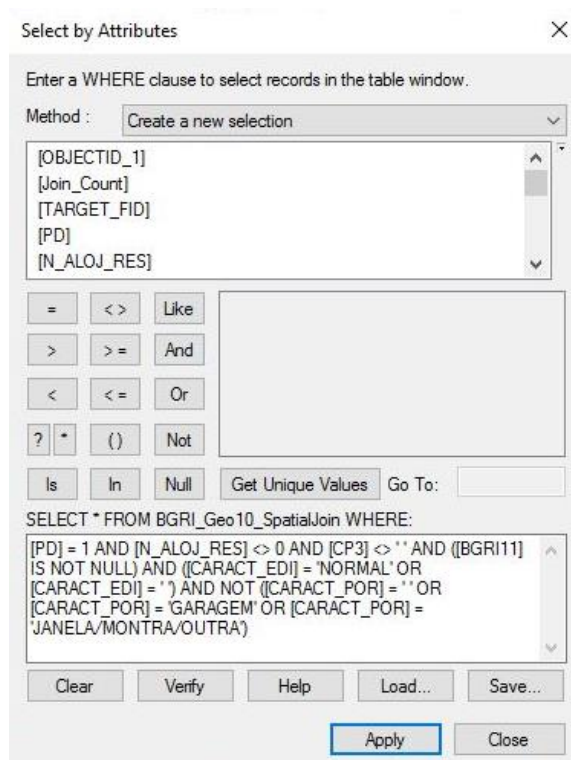 Select by Attributes
Enter a WHERE clause to select records in the table window.
Method :
Create a new selection
[OBJECTID_1]
[Join_Count]
[TARGET_FID]
[PD]
[N_ALOJ_RES]
= <> Like
> >= And
< <= Or
? * () Not
Is In Null Get Unique Values Go To:
SELECT * FROM BGRI_Geo10_SpatialJoin WHERE:
[PD] = 1 AND [N_ALOJ_RES] <> 0 AND [CP3] <> ' ' AND ([BGRI11]
IS NOT NULL) AND ([CARACT_EDI] = 'NORMAL' OR
[CARACT_EDI] = ' ') AND NOT ([CARACT_POR] = ' ' OR
[CARACT_POR] = 'GARAGEM' OR [CARACT_POR] =
'JANELA/MONTRA/OUTRA')
Clear Verify Help Load... Save...
Apply Close